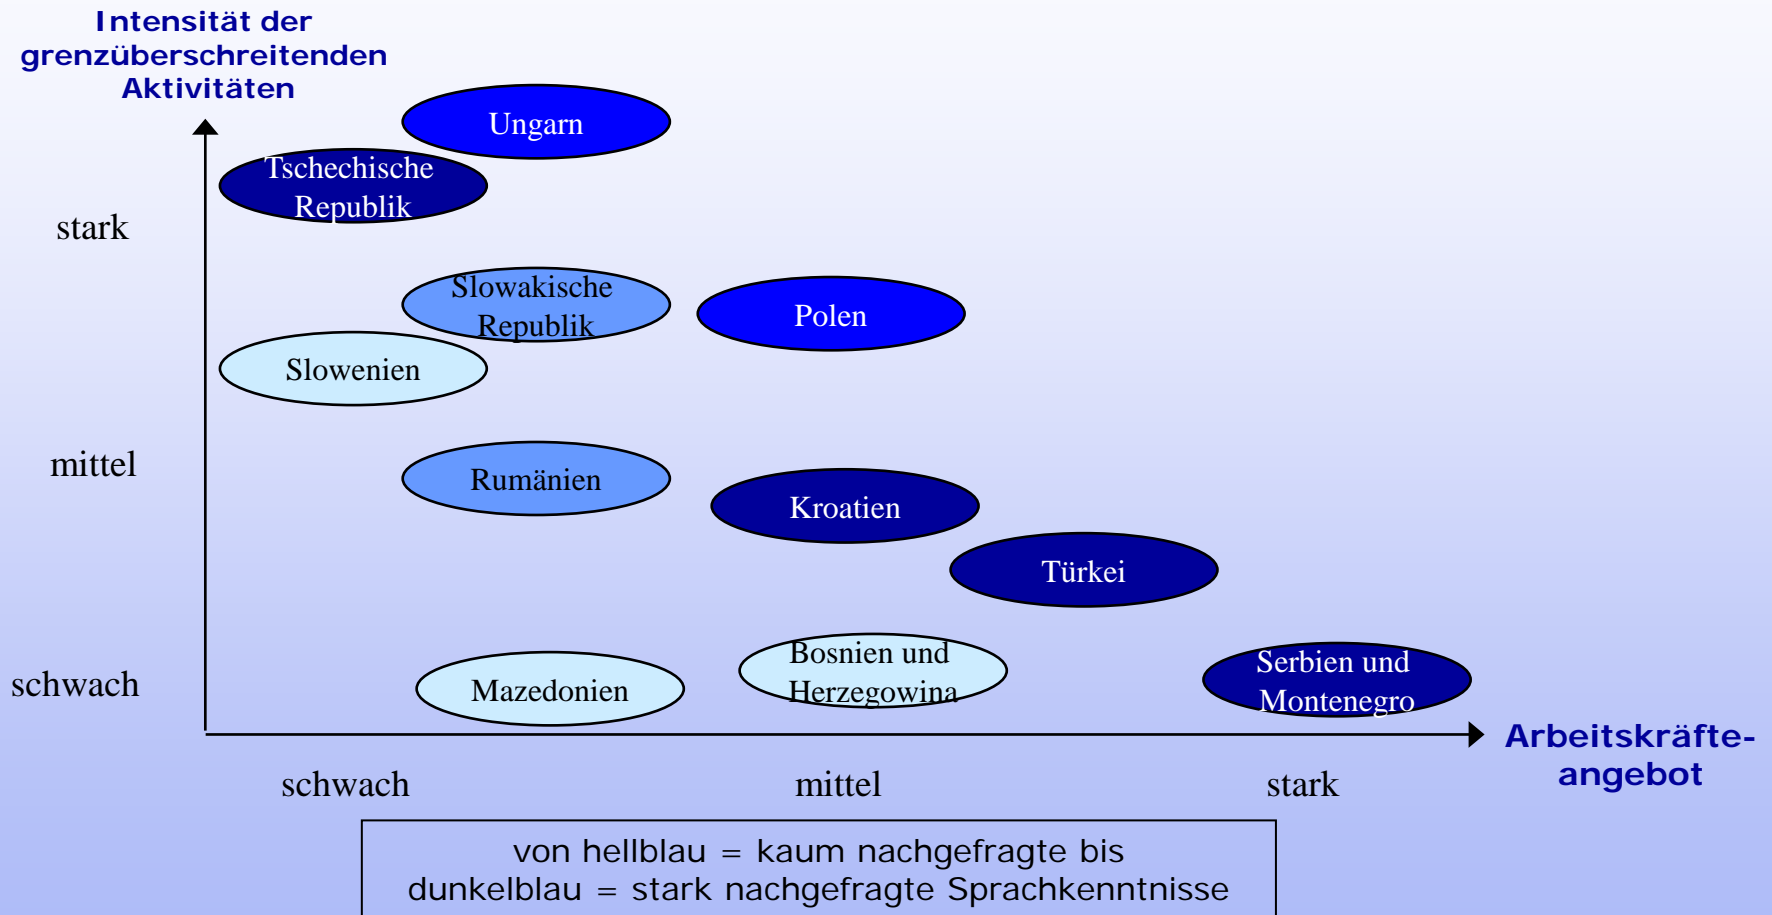 Intensität der
grenzüberschreitenden
Aktivitäten
Ungarn
Tschechische
Republik
stark
Slowakische
Republik
Polen
Slowenien
mittel
Rumänien
Kroatien
Türkei
Bosnien und
Herzegowina
Serbien und
Montenegro
schwach
Mazedonien
Arbeitskräfte-
angebot
schwach
mittel
stark
von hellblau = kaum nachgefragte bis
dunkelblau = stark nachgefragte Sprachkenntnisse